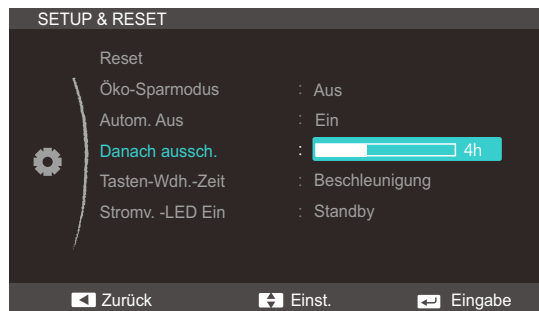 SETUP & RESET
Reset
Öko-Sparmodus : Aus
Autom. Aus : Ein
Danach aussch. : 4h
Tasten-Wdh.-Zeit : Beschleunigung
Stromv. -LED Ein : Standby
Zurück Einst. Eingabe